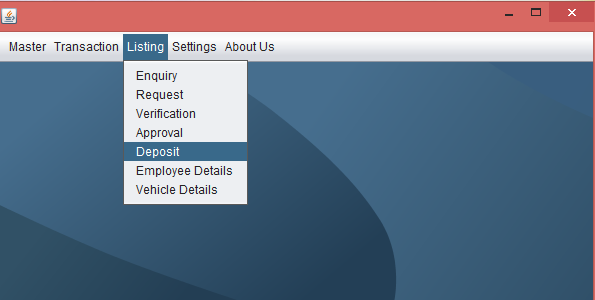 Master Transaction Listing Settings About Us
Enquiry
Request
Verification
Approval
Deposit
Employee Details
Vehicle Details